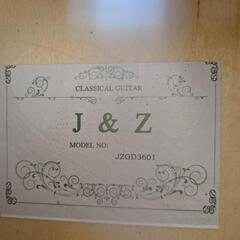 CLASSICAL GUITAR
J & Z
MODEL NO:
JZGD3601